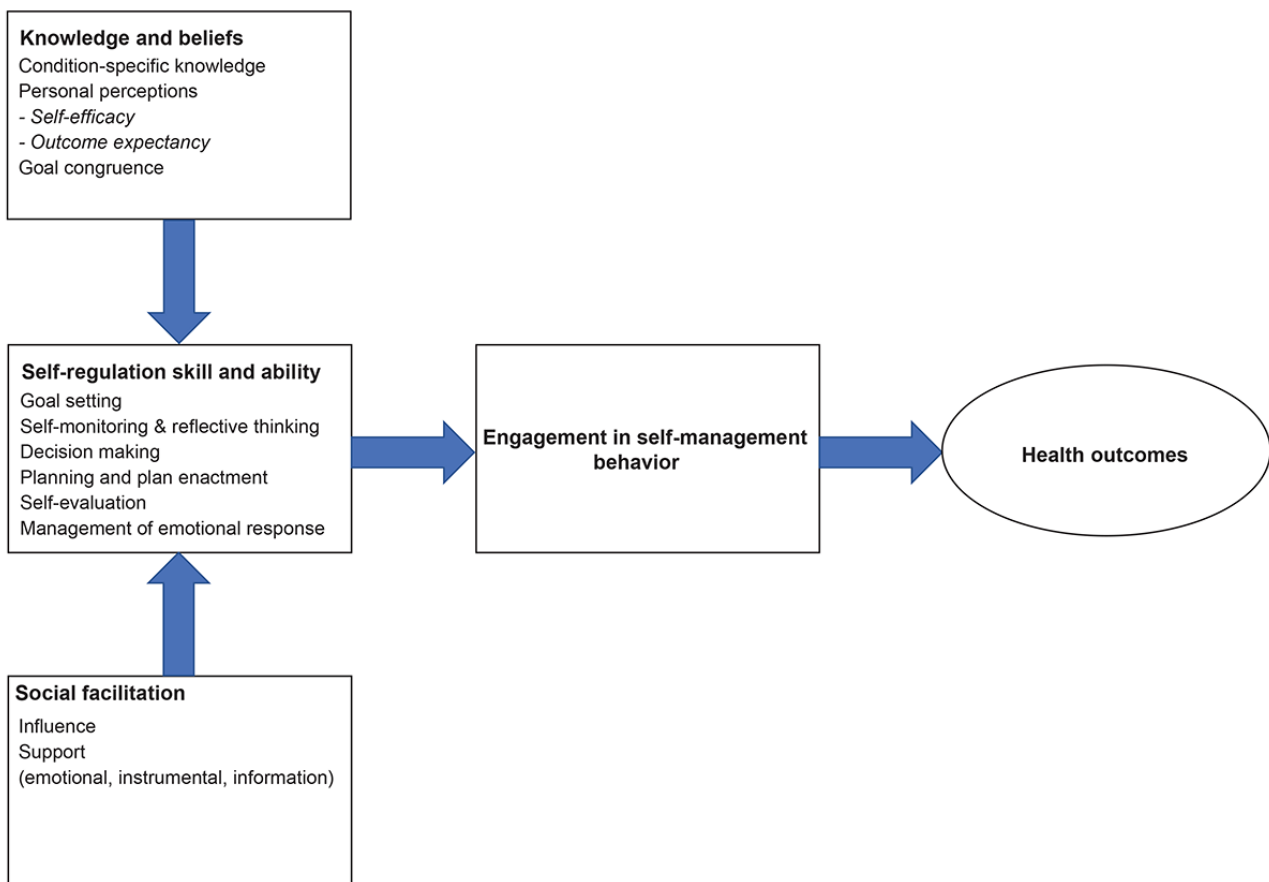 Knowledge and beliefs
Condition-specific knowledge
Personal perceptions
- Self-efficacy
- Outcome expectancy
Goal congruence
Self-regulation skill and ability
Goal setting
Self-monitoring & reflective thinking
Decision making
Planning and plan enactment
Self-evaluation
Management of emotional response
Engagement in self-management
behavior
Health outcomes
Social facilitation
Influence
Support
(emotional, instrumental, information)